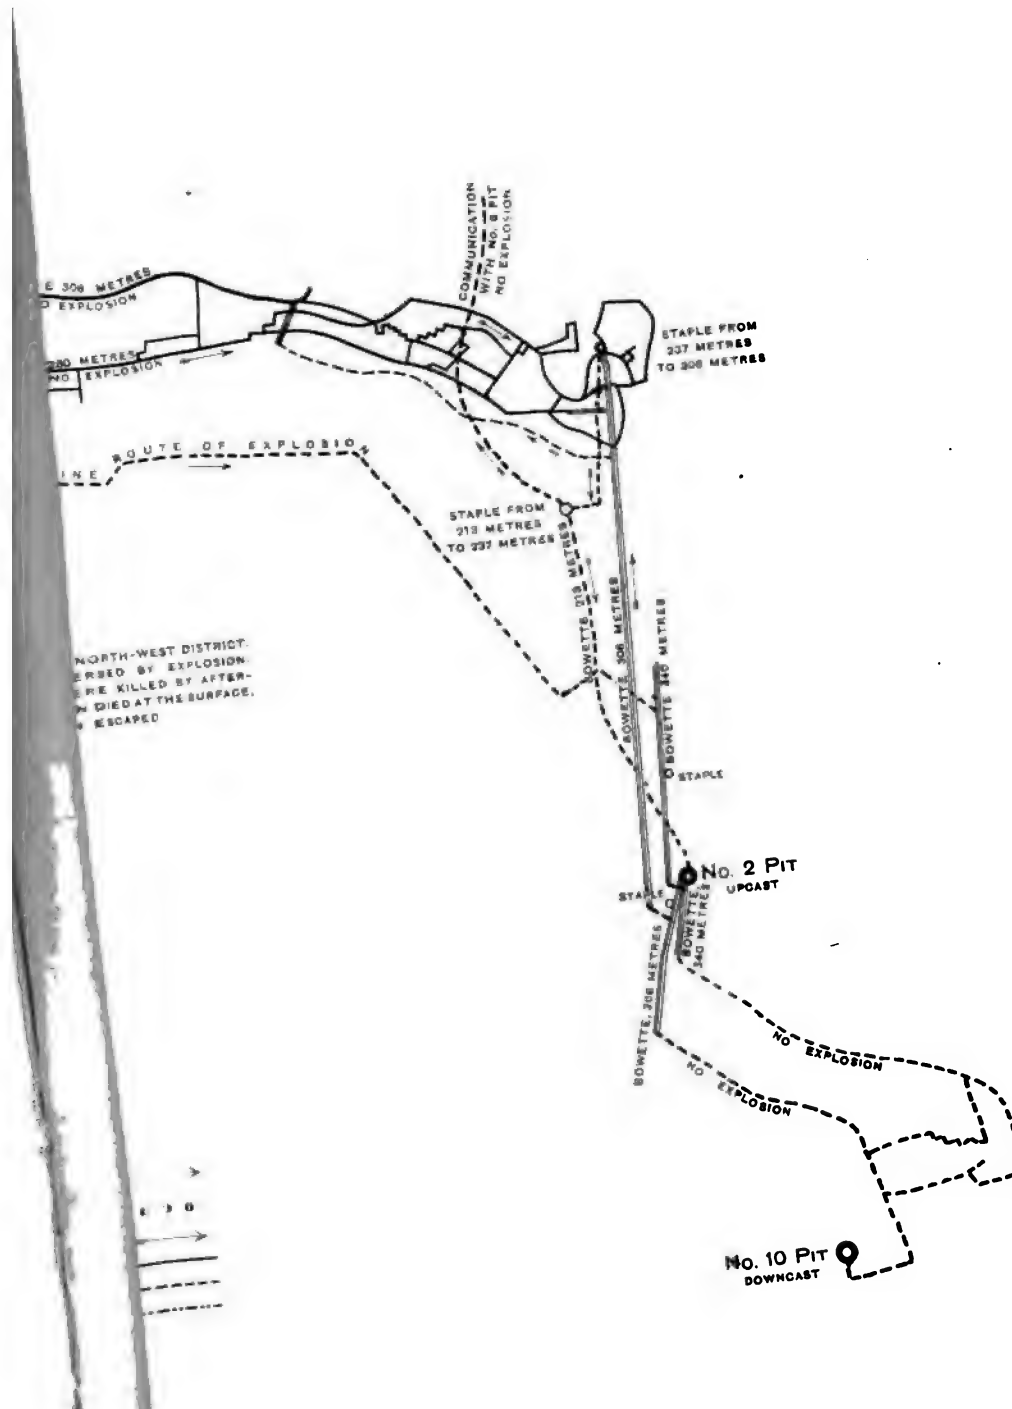 COMMUNICATION
WITH No. 6 PIT
NO EXPLOSION
E 306 METRES
NO EXPLOSION
280 METRES
NO EXPLOSION
STAPLE FROM
237 METRES
TO 306 METRES
INE ROUTE OF EXPLOSION
STAPLE FROM
213 METRES
TO 237 METRES
BOWETTE 213 METRES
BOWETTE, 306 METRES
BOWETTE 340 METRES
NORTH-WEST DISTRICT.
ERSED BY EXPLOSION.
ERE KILLED BY AFTER-
N DIED AT THE SURFACE,
ESCAPED
STAPLE
No. 2 PIT
UPCAST
STAPLE
BOWETTE,
340 METRES
BOWETTE, 306 METRES
NO EXPLOSION
NO EXPLOSION
No. 10 PIT
DOWNCAST